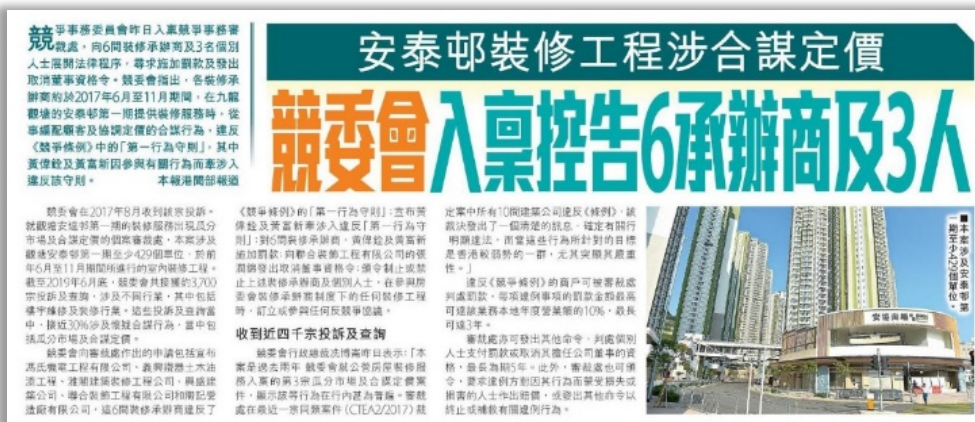 安泰邨裝修工程涉合謀定價
競委會入稟控告6承辦商及3人
競爭事務委員會昨日入稟競爭事務審
裁處，向6間裝修承辦商及3名個別
人士展開法律程序，尋求施加罰款及發出
取消董事資格令。競委會指出，各裝修承
辦商約於2017年6月至11月期間，在九龍
觀塘的安泰邨第一期提供裝修服務時，從
事編配顧客及協調定價的合謀行為，違反
《競爭條例》中的「第一行為守則」，其中
黃偉銓及黃富新因參與有關行為而牽涉入
違反該守則。 本報港聞部報道
競委會在2017年8月收到該宗投訴，
就觀塘安達邨第一期的裝修服務出現瓜分
市場及合謀定價的個案審裁處，本案涉及
觀塘安泰邨第一期至少429個單位，於前
年6月至11月期間所進行的室內裝修工程。
截至2019年6月底，競委會共接獲約3,700
宗投訴及查詢，涉及不同行業，其中包括
樓宇維修及裝修行業，這些投訴及查詢當
中，接近30%涉及懷疑合謀行為，當中包
括瓜分市場及合謀定價。
競委會向審裁處作出的申請包括宣布
馮氏機電工程有限公司、義興潑器土木油
漆工程、雅閣建築裝修工程公司、興盛建
築公司、聯合裝飾工程有限公司和南記營
造廠有限公司，這6間裝修承辦商違反了
《競爭條例》的「第一行為守則」；宣布黃
偉銓及黃富新牽涉入違反「第一行為守
則」；對6間裝修承辦商、黃偉銓及黃富新
施加罰款；向聯合裝飾工程有限公司的張
發出取消董事資格令；頒令制止或禁
止上述裝修承辦商及個別人士，在參與房
委會裝修承辦商制度下的任何裝修工程
時，訂立或參與任何反競爭協議。
收到近四千宗投訴及查詢
競委會行政總裁冼博崙昨日表示：「本
案是過去兩年，競委會就公營房屋裝修服
務入稟的第3宗瓜分市場及合謀定價案
件，顯示該等行為在行內甚為普遍。審裁
處在最近一宗同類案件（CTEA2/2017）裁
定案中所有10間建築公司違反《條例》，該
裁決發出了一個清楚的訊息，確定有關行
為明顯違法，而當這些行為所針對的目標
是香港較弱勢的一群，尤其突顯其嚴重
性。」
違反《競爭條例》的商戶可被審裁處
判處罰款，每項違例事項的罰款金額最高
可達該業務本地年度營業額的10%，最長
可達3年。
審裁處亦可發出其他命令，判處個別
人士支付罰款或取消其擔任公司董事的資
格，最長為期5年。此外，審裁處也可頒
令，要求違例方對因其行為而蒙受損失或
損害的人士作出賠償，或發出其他命令以
終止或補救有關違例行為。
■本案涉及安泰邨第
一期至少429個單位。
安泰商場